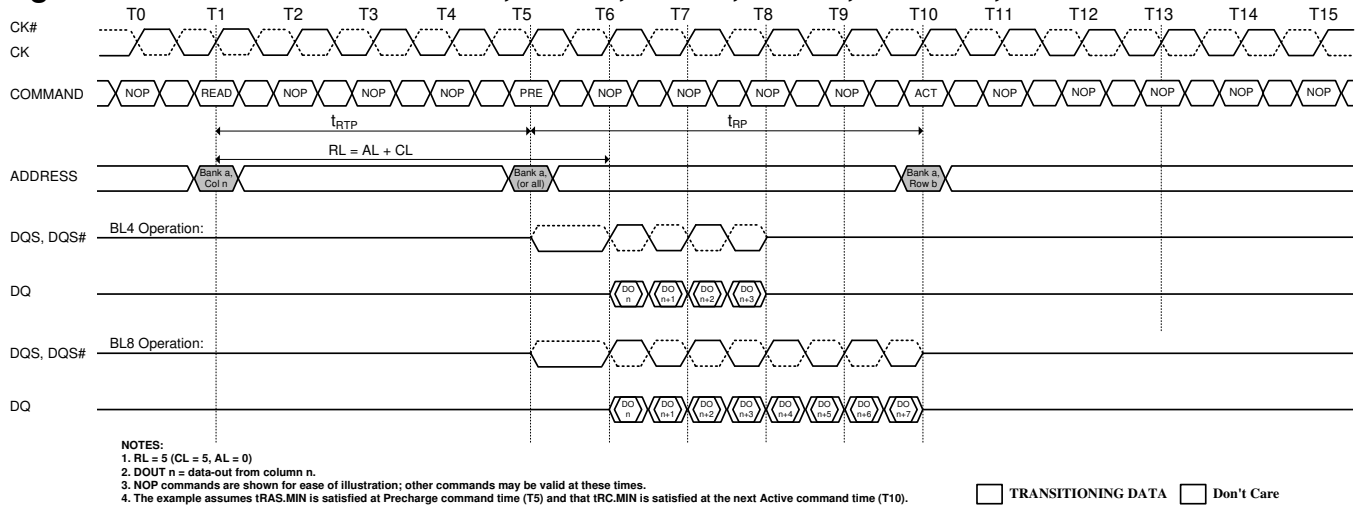 T0 T1 T2 T3 T4 T5 T6 T7 T8 T9 T10 T11 T12 T13 T14 T15
CK#
CK
COMMAND NOP READ NOP NOP NOP PRE NOP NOP NOP NOP ACT NOP NOP NOP NOP NOP
tRTP tRP
RL = AL + CL
ADDRESS Bank a, Col n Bank a, (or all) Bank a, Row b
BL4 Operation:
DQS, DQS#
DQ DO n DO n+1 DO n+2 DO n+3
BL8 Operation:
DQS, DQS#
DQ DO n DO n+1 DO n+2 DO n+3 DO n+4 DO n+5 DO n+6 DO n+7
NOTES:
1. RL = 5 (CL = 5, AL = 0)
2. DOUT n = data-out from column n.
3. NOP commands are shown for ease of illustration; other commands may be valid at these times.
4. The example assumes tRAS.MIN is satisfied at Precharge command time (T5) and that tRC.MIN is satisfied at the next Active command time (T10).
TRANSITIONING DATA Don't Care